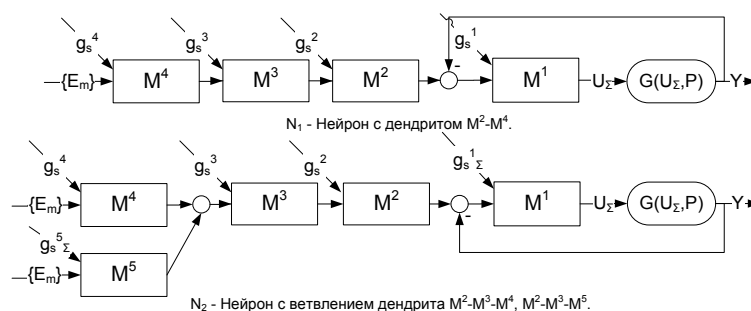 g_s^4 g_s^3 g_s^2 g_s^1
{E_m} M^4 M^3 M^2 - M^1 U_Σ G(U_Σ,P) Y
N_1 - Нейрон с дендритом M^2-M^4.
g_s^4 g_s^3 g_s^2 g_s^1_Σ
{E_m} M^4 M^3 M^2 - M^1 U_Σ G(U_Σ,P) Y
g_s^5_Σ
{E_m} M^5
N_2 - Нейрон с ветвлением дендрита M^2-M^3-M^4, M^2-M^3-M^5.